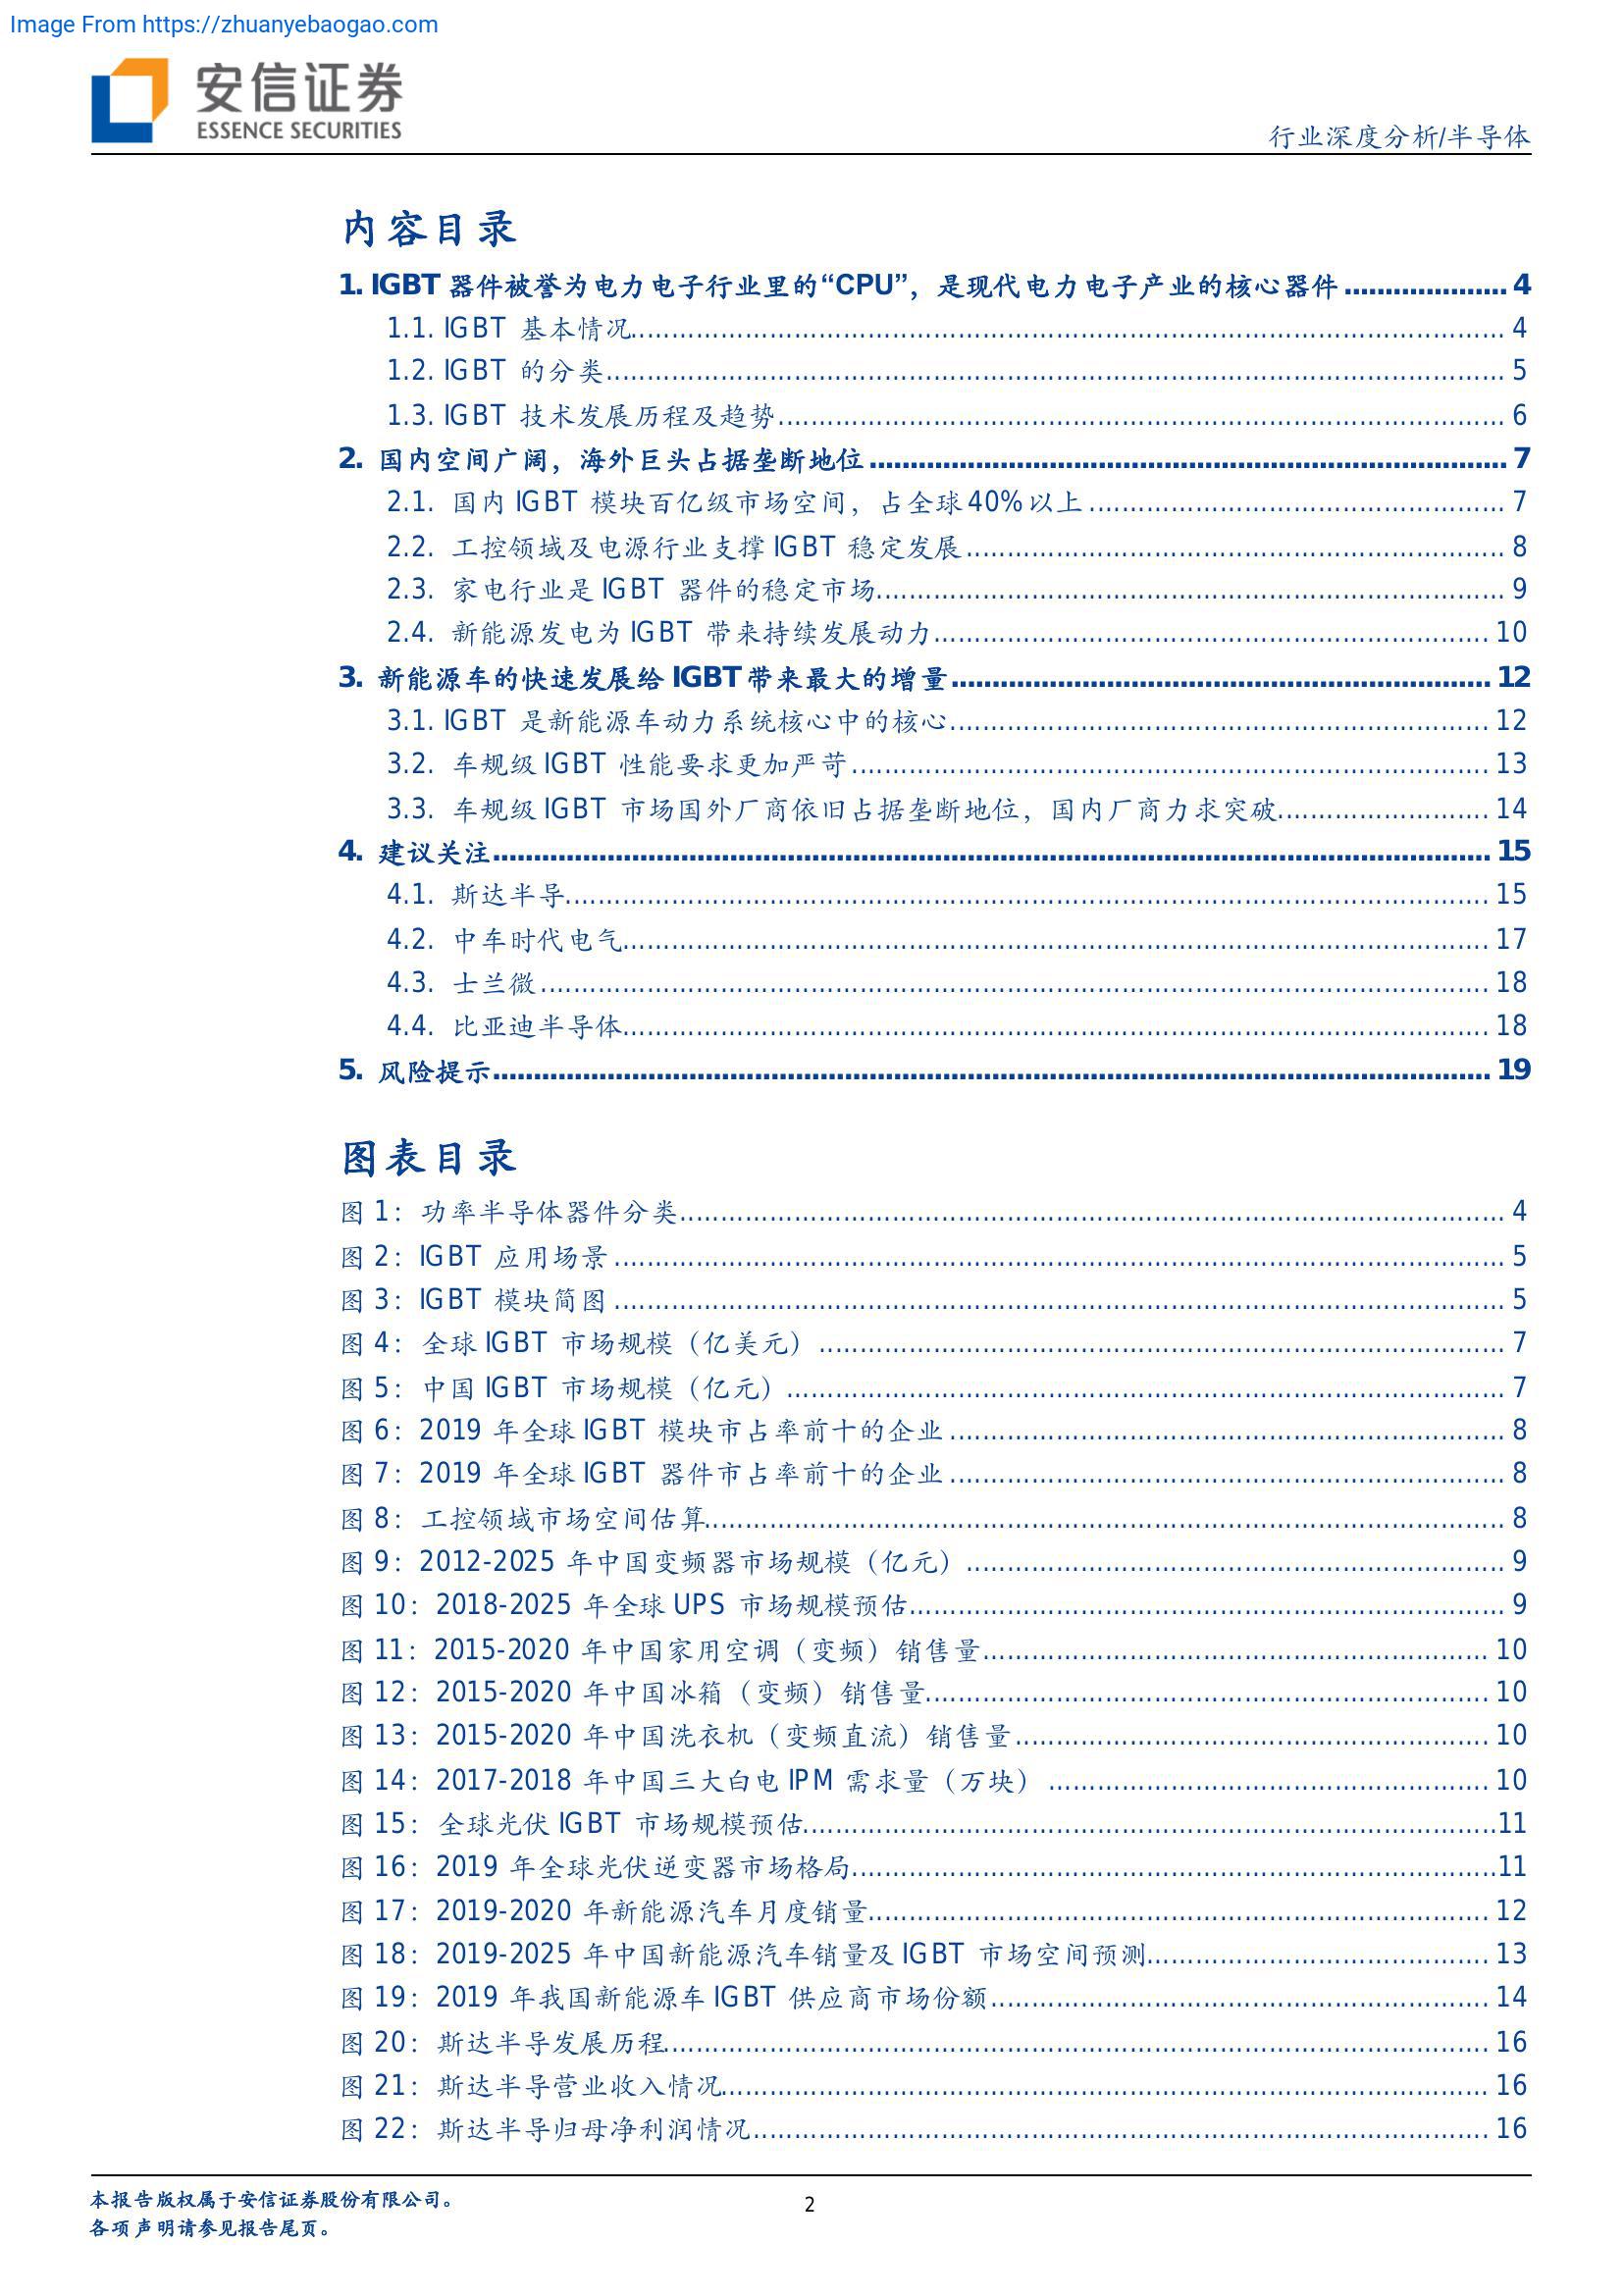 Image From https://zhuanyebaogao.com
安信证券
ESSENCE SECURITIES
行业深度分析/半导体
内容目录
1. IGBT 器件被誉为电力电子行业里的“CPU”，是现代电力电子产业的核心器件 .................... 4
1.1. IGBT 基本情况.................... 4
1.2. IGBT 的分类.................... 5
1.3. IGBT 技术发展历程及趋势.................... 6
2. 国内空间广阔，海外巨头占据垄断地位.................... 7
2.1. 国内 IGBT 模块百亿级市场空间，占全球 40%以上.................... 7
2.2. 工控领域及电源行业支撑 IGBT 稳定发展.................... 8
2.3. 家电行业是 IGBT 器件的稳定市场.................... 9
2.4. 新能源发电为 IGBT 带来持续发展动力.................... 10
3. 新能源车的快速发展给 IGBT 带来最大的增量.................... 12
3.1. IGBT 是新能源车动力系统核心中的核心.................... 12
3.2. 车规级 IGBT 性能要求更加严苛.................... 13
3.3. 车规级 IGBT 市场国外厂商依旧占据垄断地位，国内厂商力求突破.................... 14
4. 建议关注.................... 15
4.1. 斯达半导.................... 15
4.2. 中车时代电气.................... 17
4.3. 士兰微.................... 18
4.4. 比亚迪半导体.................... 18
5. 风险提示.................... 19
图表目录
图 1：功率半导体器件分类.................... 4
图 2：IGBT 应用场景.................... 5
图 3：IGBT 模块简图.................... 5
图 4：全球 IGBT 市场规模（亿美元）.................... 7
图 5：中国 IGBT 市场规模（亿元）.................... 7
图 6：2019 年全球 IGBT 模块市占率前十的企业.................... 8
图 7：2019 年全球 IGBT 器件市占率前十的企业.................... 8
图 8：工控领域市场空间估算.................... 8
图 9：2012-2025 年中国变频器市场规模（亿元）.................... 9
图 10：2018-2025 年全球 UPS 市场规模预估.................... 9
图 11：2015-2020 年中国家用空调（变频）销售量.................... 10
图 12：2015-2020 年中国冰箱（变频）销售量.................... 10
图 13：2015-2020 年中国洗衣机（变频直流）销售量.................... 10
图 14：2017-2018 年中国三大白电 IPM 需求量（万块）.................... 10
图 15：全球光伏 IGBT 市场规模预估.................... 11
图 16：2019 年全球光伏逆变器市场格局.................... 11
图 17：2019-2020 年新能源汽车月度销量.................... 12
图 18：2019-2025 年中国新能源汽车销量及 IGBT 市场空间预测.................... 13
图 19：2019 年我国新能源车 IGBT 供应商市场份额.................... 14
图 20：斯达半导发展历程.................... 16
图 21：斯达半导营业收入情况.................... 16
图 22：斯达半导归母净利润情况.................... 16
本报告版权属于安信证券股份有限公司。
2
各项声明请参见报告尾页。